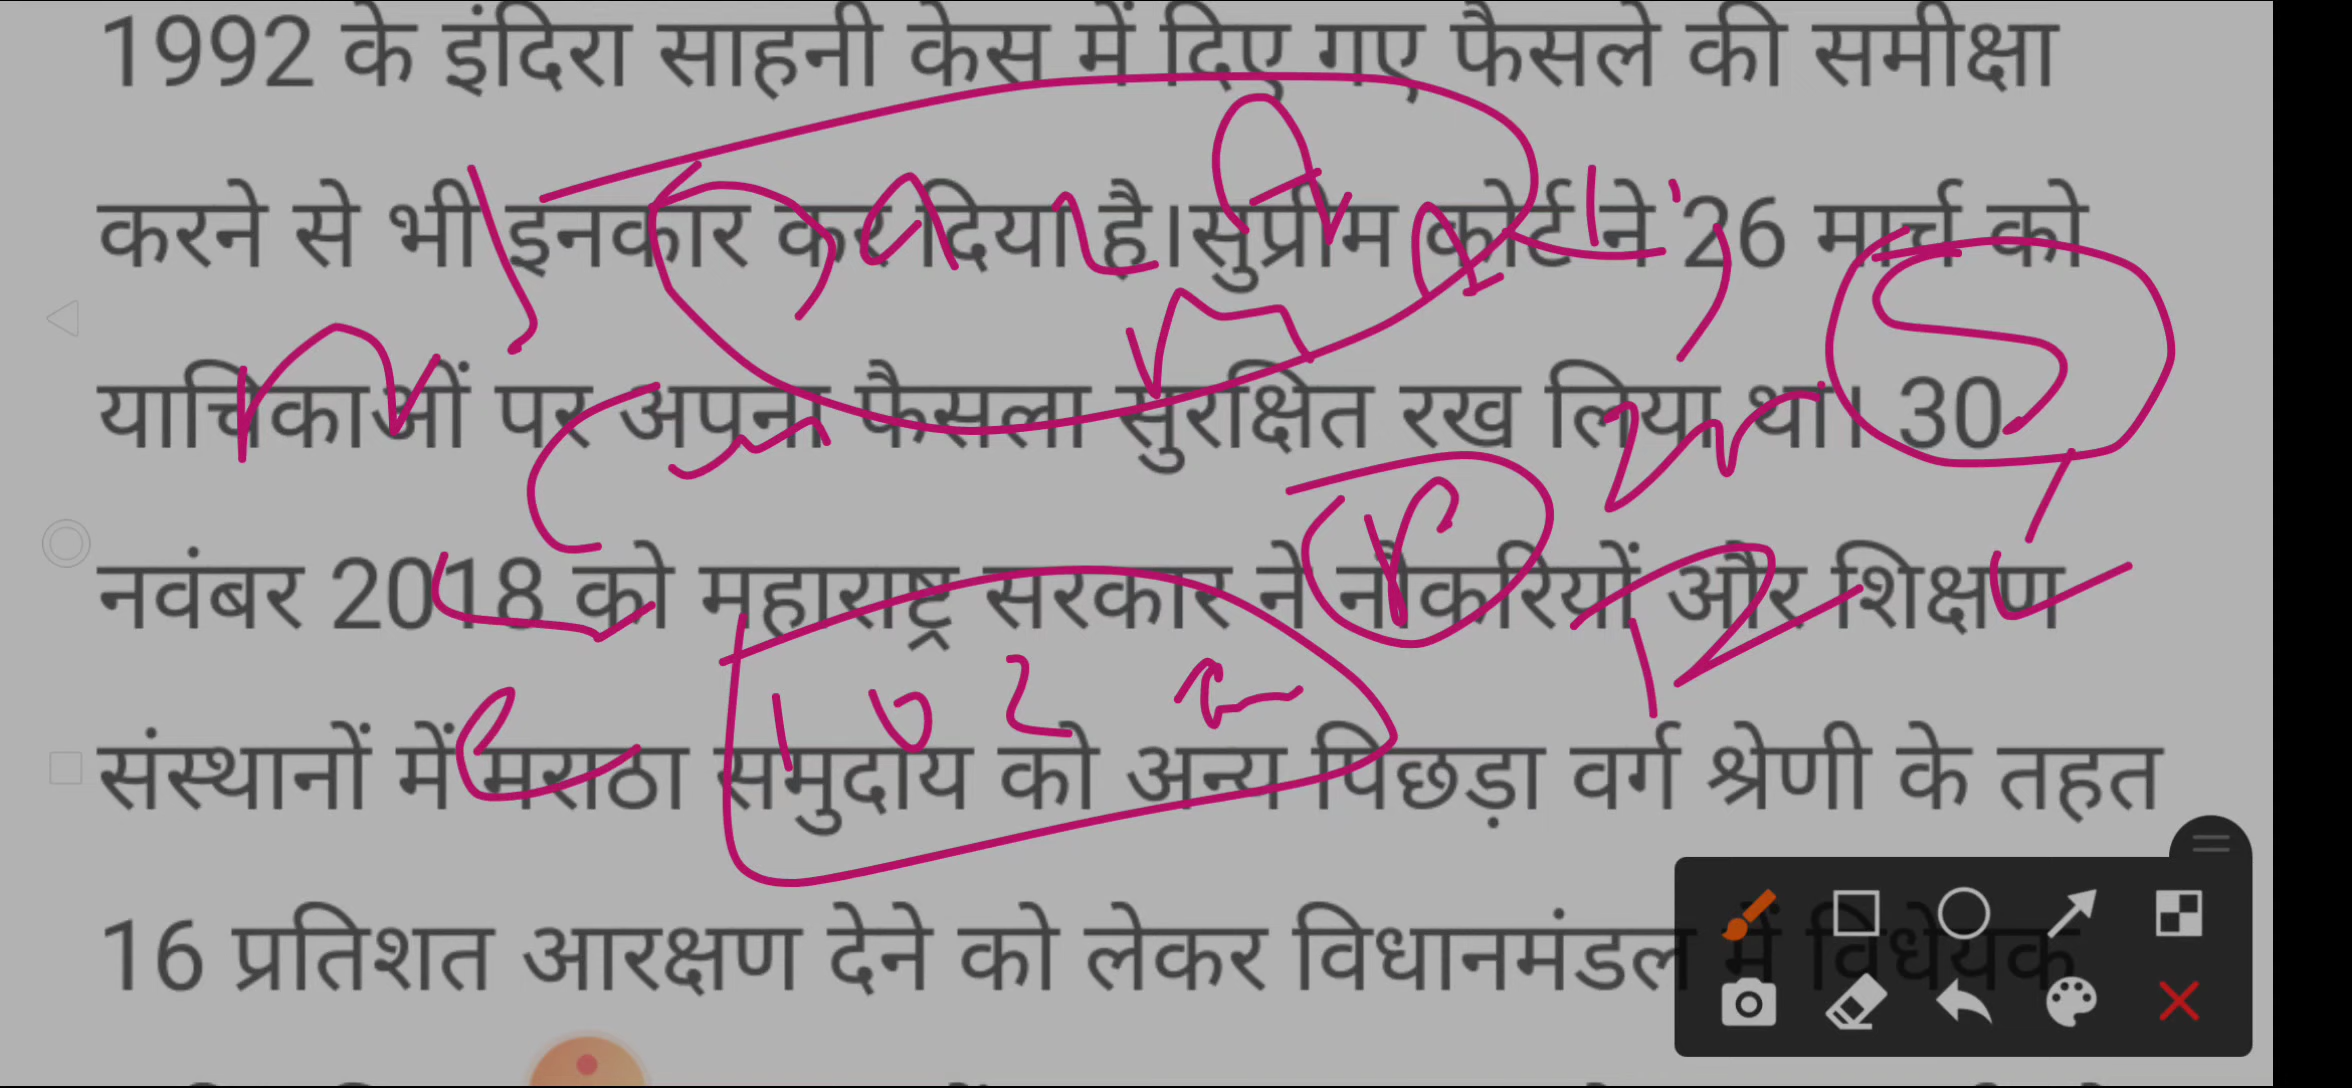 1992 के इंदिरा साहनी केस में दिए गए फैसले की समीक्षा
करने से भी इनकार कर दिया है।सुप्रीम कोर्ट ने 26 मार्च को
याचिकाओं पर अपना फैसला सुरक्षित रख लिया था। 30
नवंबर 2018 को महाराष्ट्र सरकार ने नौकरियों और शिक्षण
संस्थानों में मराठा समुदाय को अन्य पिछड़ा वर्ग श्रेणी के तहत
16 प्रतिशत आरक्षण देने को लेकर विधानमंडल में विधेयक